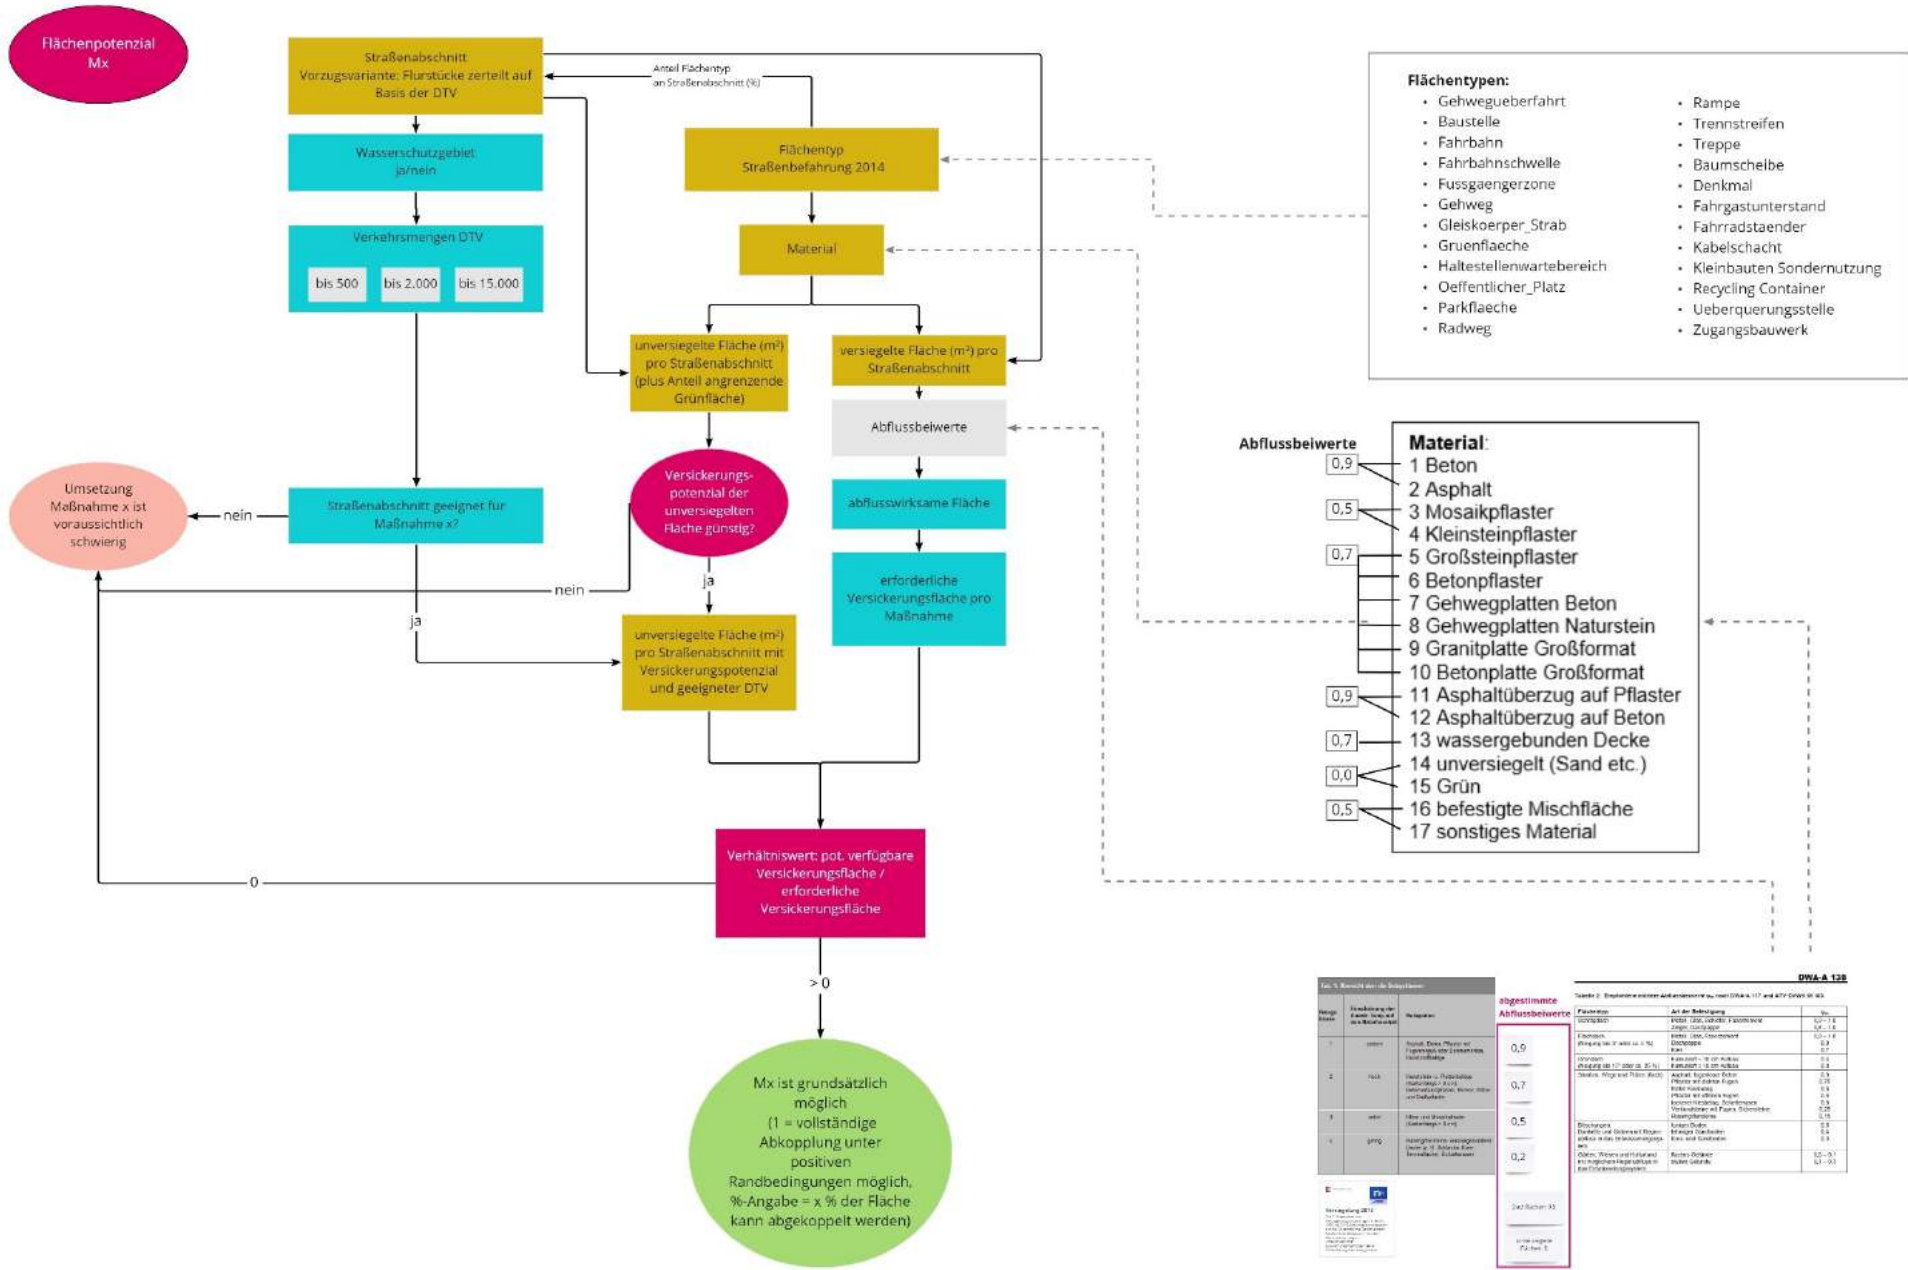 Flächenpotenzial
Mx
Straßenabschnitt
Vorzugsvariante: Flurstücke zerteilt auf
Basis der DTV
Anteil Flächentyp
an Straßenabschnitt (%)
Wasserschutzgebiet
ja/nein
Verkehrsmengen DTV
bis 500
bis 2.000
bis 15.000
Flächentyp
Straßenbefahrung 2014
Material
unversiegelte Fläche (m²)
pro Straßenabschnitt
(plus Anteil angrenzende
Grünfläche)
versiegelte Fläche (m²) pro
Straßenabschnitt
Abflussbeiwerte
Versickerungs-
potenzial der
unversiegelten
Fläche günstig?
abflusswirksame Fläche
Umsetzung
Maßnahme x ist
voraussichtlich
schwierig
nein
Straßenabschnitt geeignet für
Maßnahme x?
ja
nein
ja
erforderliche
Versickerungsfläche pro
Maßnahme
unversiegelte Fläche (m²)
pro Straßenabschnitt mit
Versickerungspotenzial
und geeigneter DTV
Verhältniswert: pot. verfügbare
Versickerungsfläche /
erforderliche
Versickerungsfläche
0
> 0
Mx ist grundsätzlich
möglich
(1 = vollständige
Abkopplung unter
positiven
Randbedingungen möglich,
%-Angabe = x % der Fläche
kann abgekoppelt werden)
Flächentypen:
• Gehwegueberfahrt
• Baustelle
• Fahrbahn
• Fahrbahnschwelle
• Fussgaengerzone
• Gehweg
• Gleiskoerper_Strab
• Gruenflaeche
• Haltestellenwartebereich
• Oeffentlicher_Platz
• Parkflaeche
• Radweg
• Rampe
• Trennstreifen
• Treppe
• Baumscheibe
• Denkmal
• Fahrgastunterstand
• Fahrradstaender
• Kabelschacht
• Kleinbauten Sondernutzung
• Recycling Container
• Ueberquerungsstelle
• Zugangsbauwerk
Abflussbeiwerte
0,9
0,5
0,7
0,9
0,7
0,0
0,5
Material:
1 Beton
2 Asphalt
3 Mosaikpflaster
4 Kleinsteinpflaster
5 Großsteinpflaster
6 Betonpflaster
7 Gehwegplatten Beton
8 Gehwegplatten Naturstein
9 Granitplatte Großformat
10 Betonplatte Großformat
11 Asphaltüberzug auf Pflaster
12 Asphaltüberzug auf Beton
13 wassergebunden Decke
14 unversiegelt (Sand etc.)
15 Grün
16 befestigte Mischfläche
17 sonstiges Material
DWA-A 138
abgestimmte
Abflussbeiwerte
0,9
0,7
0,5
0,2